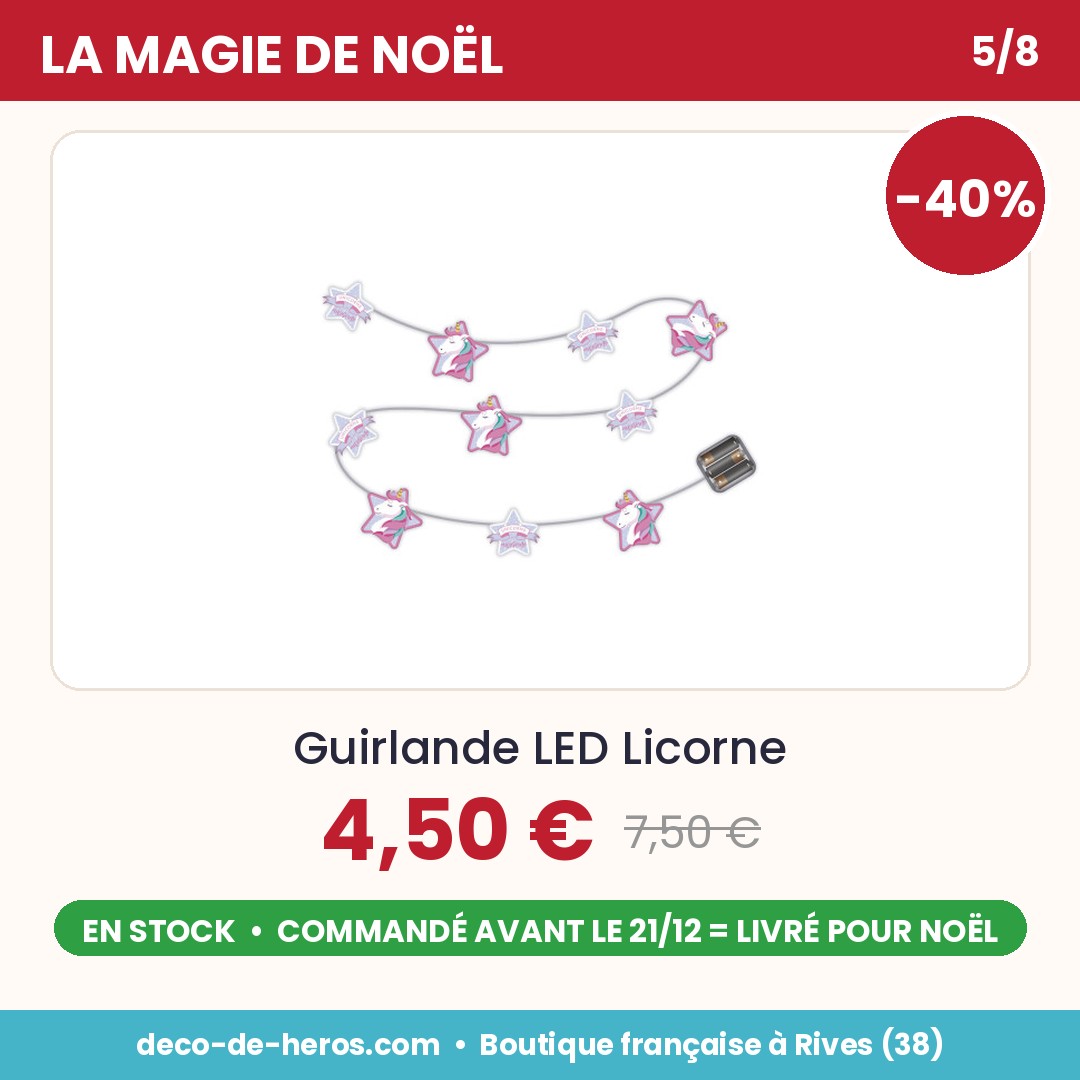 LA MAGIE DE NOËL
5/8
-40%
Guirlande LED Licorne
4,50 € 7,50 €
EN STOCK • COMMANDÉ AVANT LE 21/12 = LIVRÉ POUR NOËL
deco-de-heros.com • Boutique française à Rives (38)